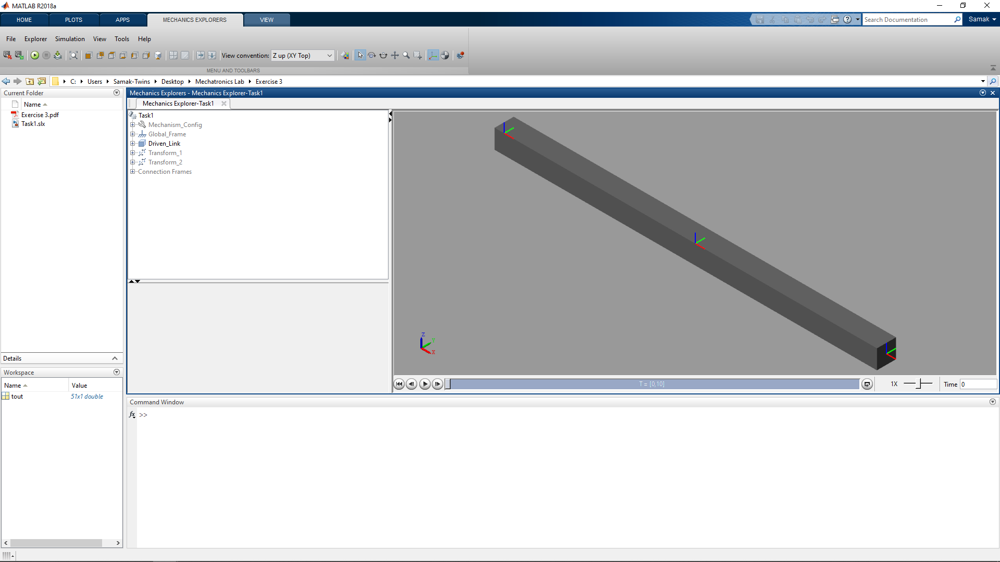 MATLAB R2018a
HOME PLOTS APPS MECHANICS EXPLORERS VIEW
Search Documentation
Samak
File Explorer Simulation View Tools Help
View convention: Z up (XY Top)
MENU AND TOOLBARS
C: Users Samak-Twins Desktop Mechatronics Lab Exercise 3
Current Folder
Name
Exercise 3.pdf
Task1.slx
Details
Workspace
Name Value
tout 51x1 double
Mechanics Explorers - Mechanics Explorer-Task1
Mechanics Explorer-Task1
Task1
Mechanism_Config
Global_Frame
Driven_Link
Transform_1
Transform_2
Connection Frames
Z
Y
X
T = [0,10]
1X
Time 0
Command Window
fx >>